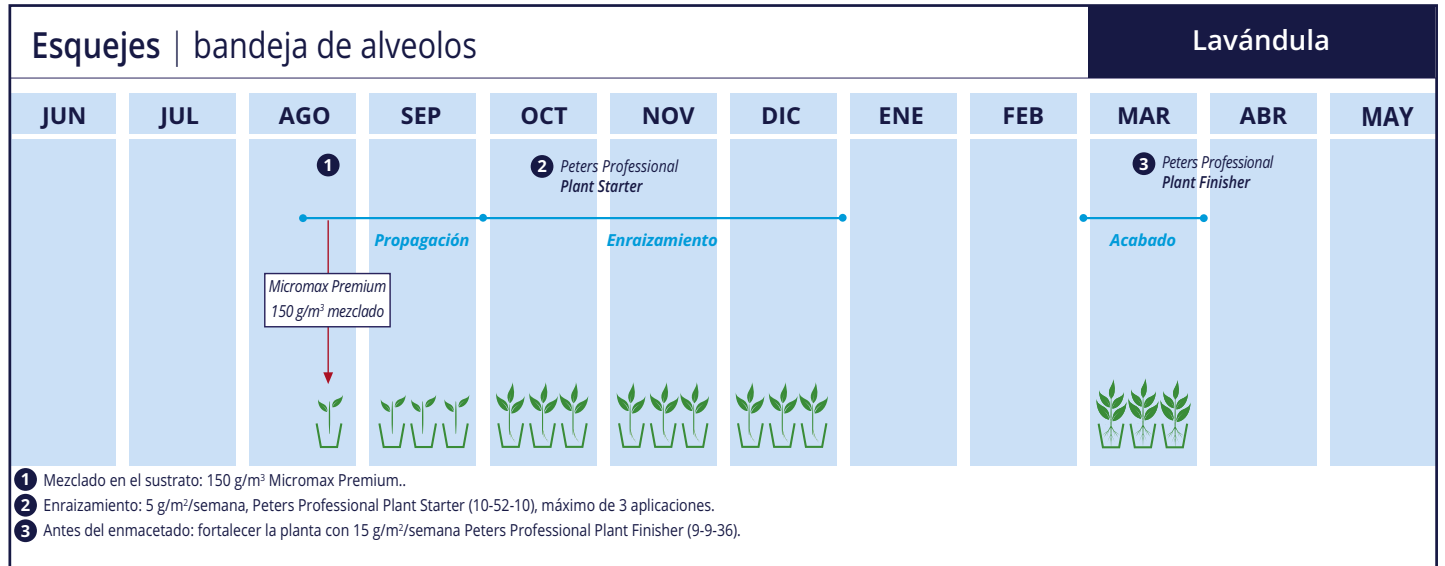 Esquejes | bandeja de alveolos
Lavándula
JUN JUL AGO SEP OCT NOV DIC ENE FEB MAR ABR MAY
1
2 Peters Professional
Plant Starter
3 Peters Professional
Plant Finisher
Propagación
Enraizamiento
Acabado
Micromax Premium
150 g/m³ mezclado
1 Mezclado en el sustrato: 150 g/m³ Micromax Premium..
2 Enraizamiento: 5 g/m²/semana, Peters Professional Plant Starter (10-52-10), máximo de 3 aplicaciones.
3 Antes del enmacetado: fortalecer la planta con 15 g/m²/semana Peters Professional Plant Finisher (9-9-36).